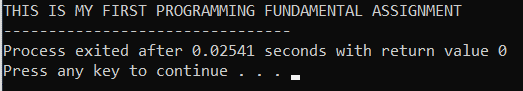 THIS IS MY FIRST PROGRAMMING FUNDAMENTAL ASSIGNMENT
--------------------------------
Process exited after 0.02541 seconds with return value 0
Press any key to continue . . .